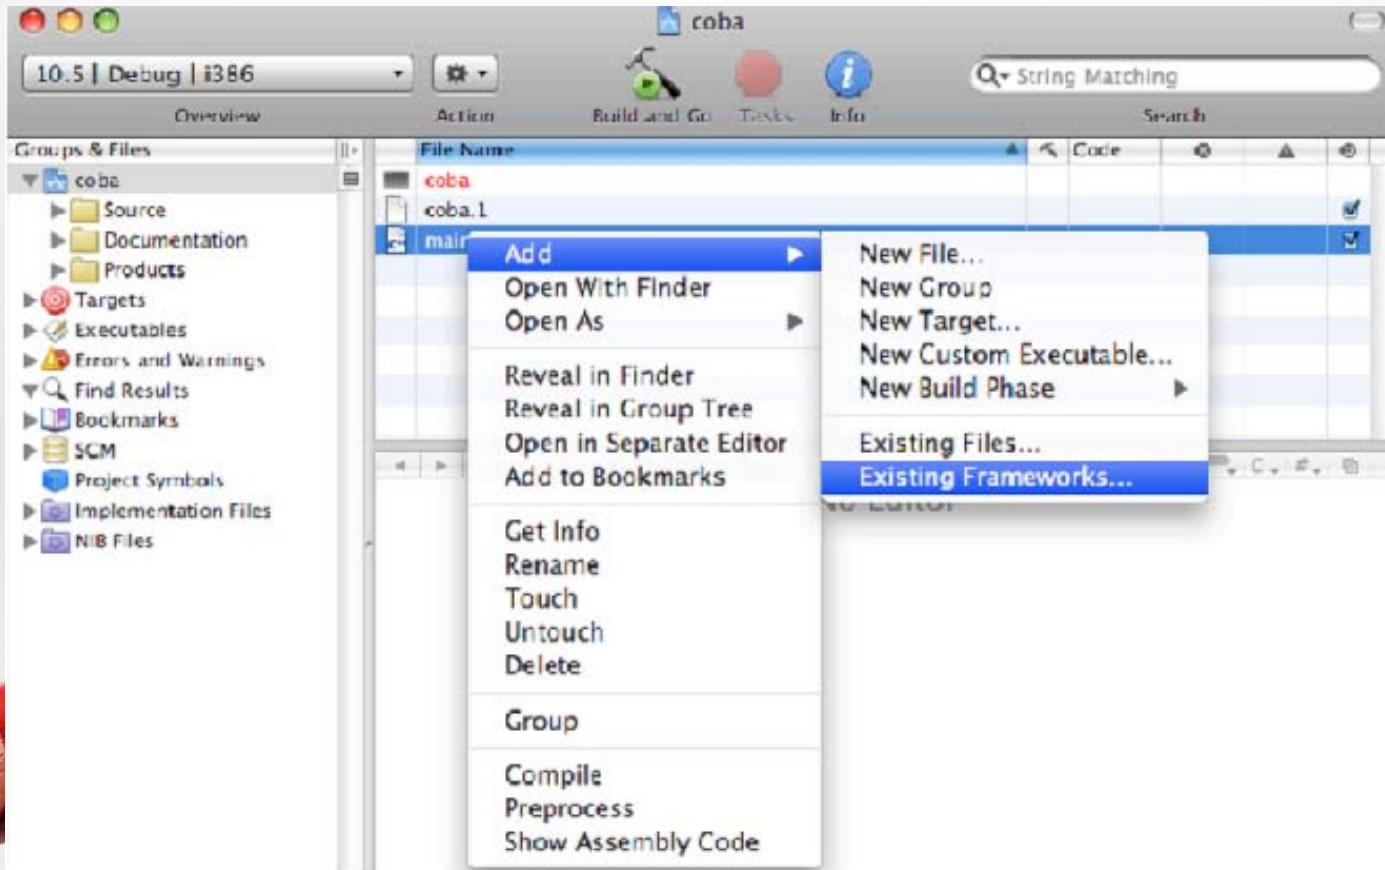 coba
10.5 | Debug | i386
String Matching
Overview
Action
Build and Go
Tasks
Info
Search
Groups & Files
File Name
Code
coba
Source
Documentation
Products
Targets
Executables
Errors and Warnings
Find Results
Bookmarks
SCM
Project Symbols
Implementation Files
NIB Files
coba
coba.1
main
Add
Open With Finder
Open As
Reveal in Finder
Reveal in Group Tree
Open in Separate Editor
Add to Bookmarks
Get Info
Rename
Touch
Untouch
Delete
Group
Compile
Preprocess
Show Assembly Code
New File...
New Group
New Target...
New Custom Executable...
New Build Phase
Existing Files...
Existing Frameworks...
No Editor